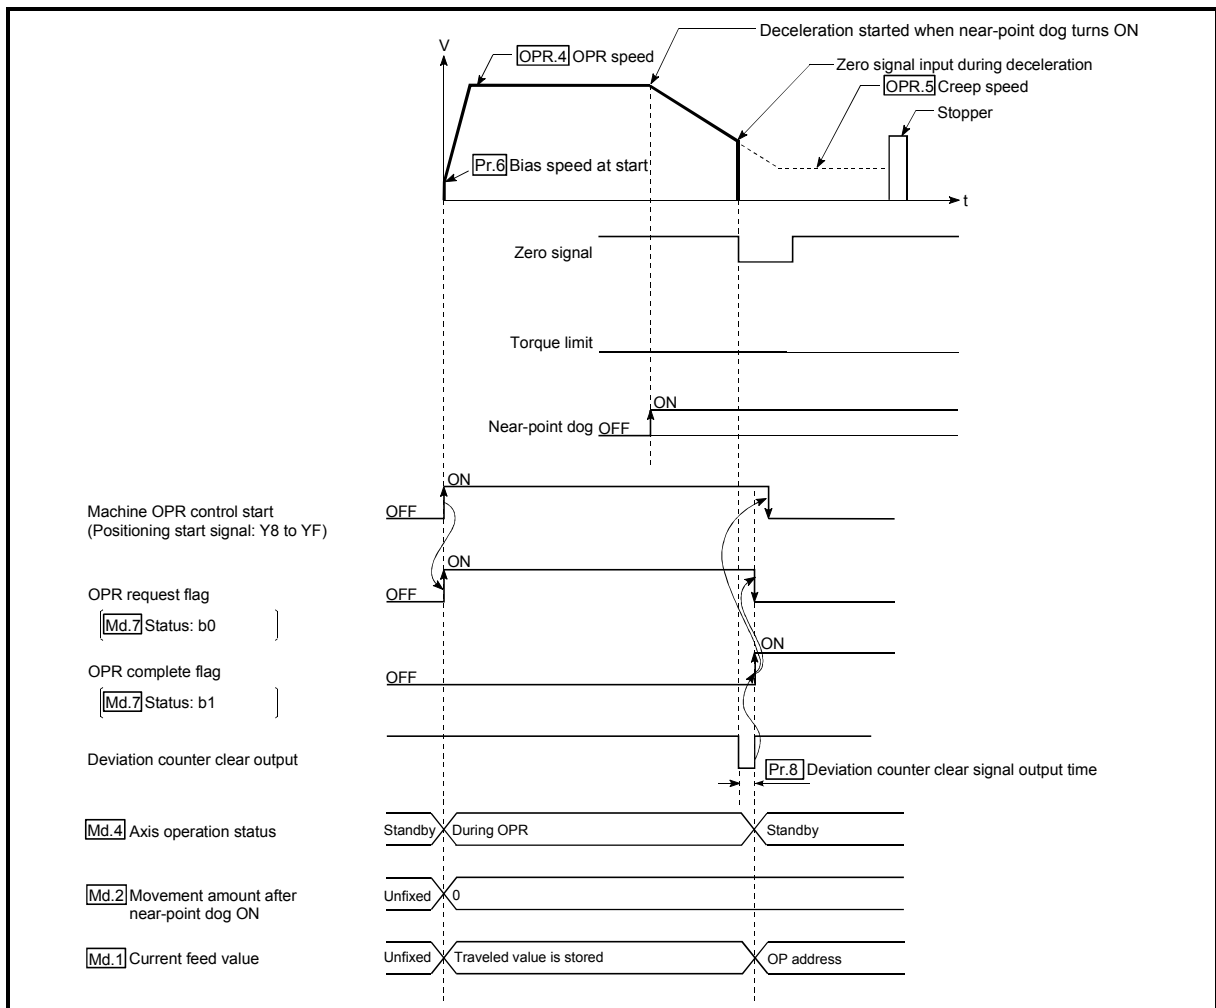 Deceleration started when near-point dog turns ON
V
OPR.4 OPR speed
Zero signal input during deceleration
OPR.5 Creep speed
Stopper
Pr.6 Bias speed at start
t
Zero signal
Torque limit
ON
Near-point dog OFF
ON
Machine OPR control start
OFF
(Positioning start signal: Y8 to YF)
ON
OPR request flag
OFF
Md.7 Status: b0
ON
OPR complete flag
OFF
Md.7 Status: b1
Deviation counter clear output
Pr.8 Deviation counter clear signal output time
Md.4 Axis operation status
Standby
During OPR
Standby
Md.2 Movement amount after
near-point dog ON
Unfixed
0
Md.1 Current feed value
Unfixed
Traveled value is stored
OP address